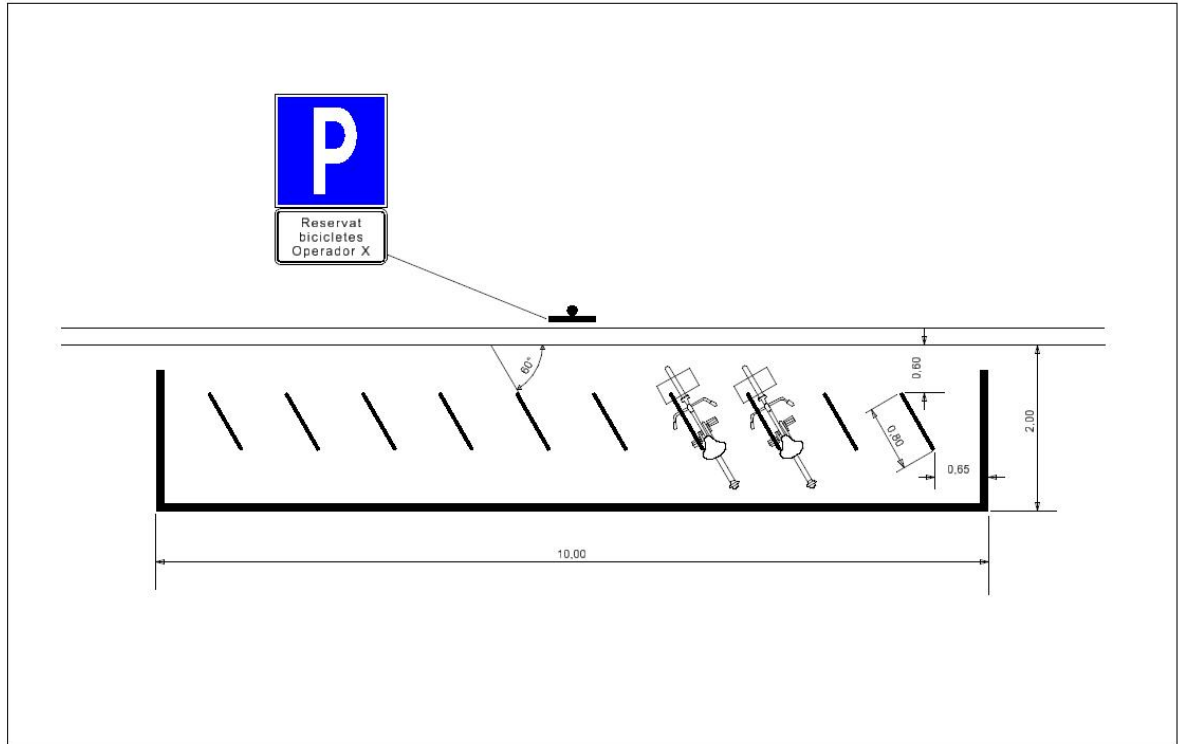 P
Reservat
bicicletes
Operador X
60°
0,60
2,00
0,80
0,65
10,00